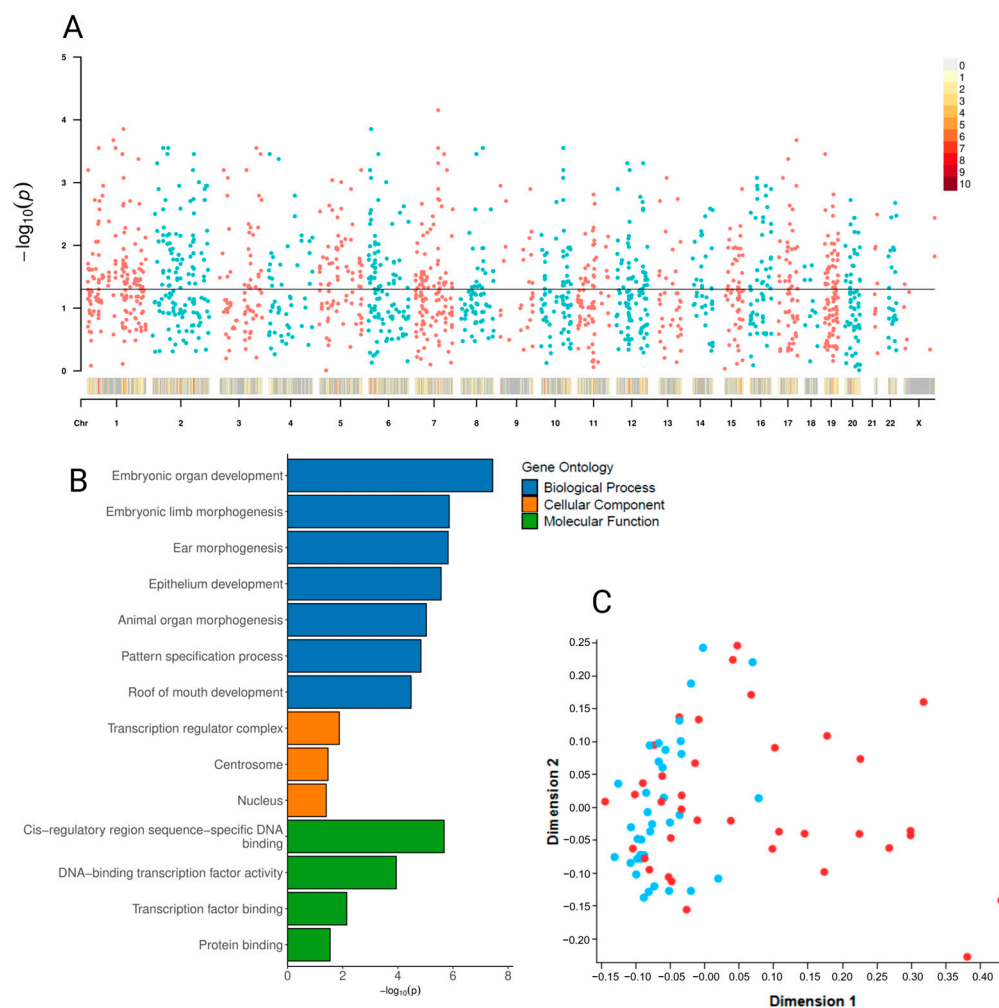 A
5
4
3
2
1
0
−log10(p)
0
1
2
3
4
5
6
7
8
9
10
Chr 1 2 3 4 5 6 7 8 9 10 11 12 13 14 15 16 17 18 19 20 21 22 X
B
Embryonic organ development
Embryonic limb morphogenesis
Ear morphogenesis
Epithelium development
Animal organ morphogenesis
Pattern specification process
Roof of mouth development
Transcription regulator complex
Centrosome
Nucleus
Cis−regulatory region sequence−specific DNA
binding
DNA−binding transcription factor activity
Transcription factor binding
Protein binding
0 2 4 6 8
−log10(p)
Gene Ontology
Biological Process
Cellular Component
Molecular Function
C
0.25
0.20
0.15
0.10
0.05
0.00
−0.05
−0.10
−0.15
−0.20
Dimension 2
−0.15 −0.10 −0.05 0.00 0.05 0.10 0.15 0.20 0.25 0.30 0.35 0.40
Dimension 1